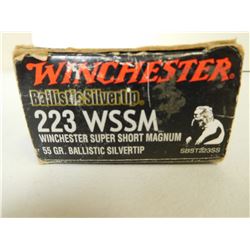 WINCHESTER
Ballistic Silvertip
223 WSSM
WINCHESTER SUPER SHORT MAGNUM
55 GR. BALLISTIC SILVERTIP
SBST223SS